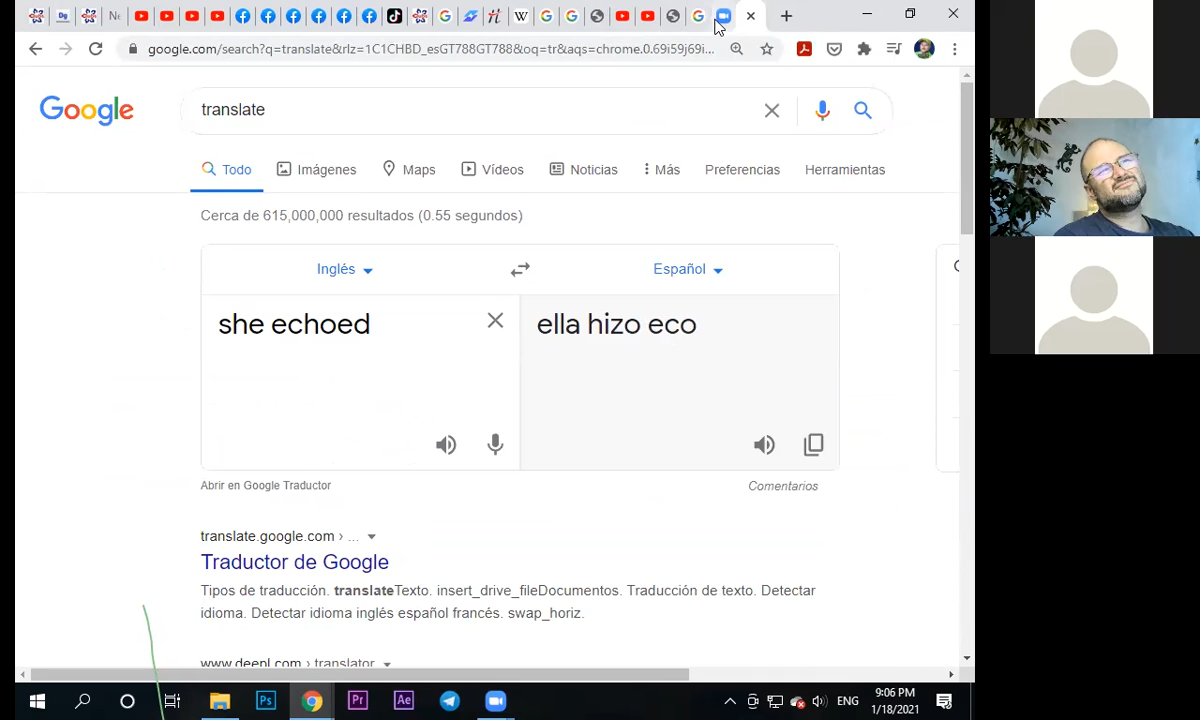 Ne
google.com/search?q=translate&rlz=1C1CHBD_esGT788GT788&oq=tr&aqs=chrome.0.69i59j69i...
Google
translate
Todo
Imágenes
Maps
Vídeos
Noticias
Más
Preferencias
Herramientas
Cerca de 615,000,000 resultados (0.55 segundos)
Inglés
Español
she echoed
ella hizo eco
Abrir en Google Traductor
Comentarios
translate.google.com › ...
Traductor de Google
Tipos de traducción. translateTexto. insert_drive_fileDocumentos. Traducción de texto. Detectar
idioma. Detectar idioma inglés español francés. swap_horiz.
www.deepl.com › translator
Ps
Pr
Ae
ENG
9:06 PM
1/18/2021